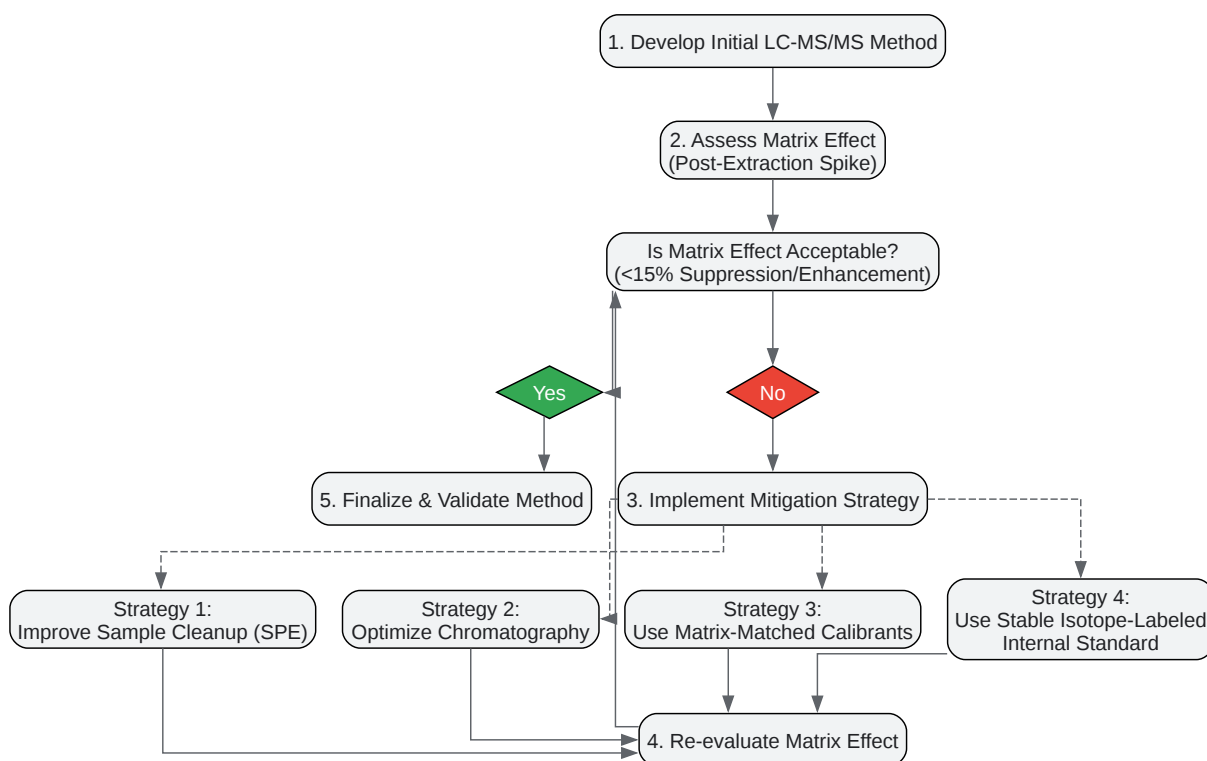 1. Develop Initial LC-MS/MS Method
2. Assess Matrix Effect
(Post-Extraction Spike)
Is Matrix Effect Acceptable?
(<15% Suppression/Enhancement)
Yes
No
5. Finalize & Validate Method
3. Implement Mitigation Strategy
Strategy 1:
Improve Sample Cleanup (SPE)
Strategy 2:
Optimize Chromatography
Strategy 3:
Use Matrix-Matched Calibrants
Strategy 4:
Use Stable Isotope-Labeled
Internal Standard
4. Re-evaluate Matrix Effect